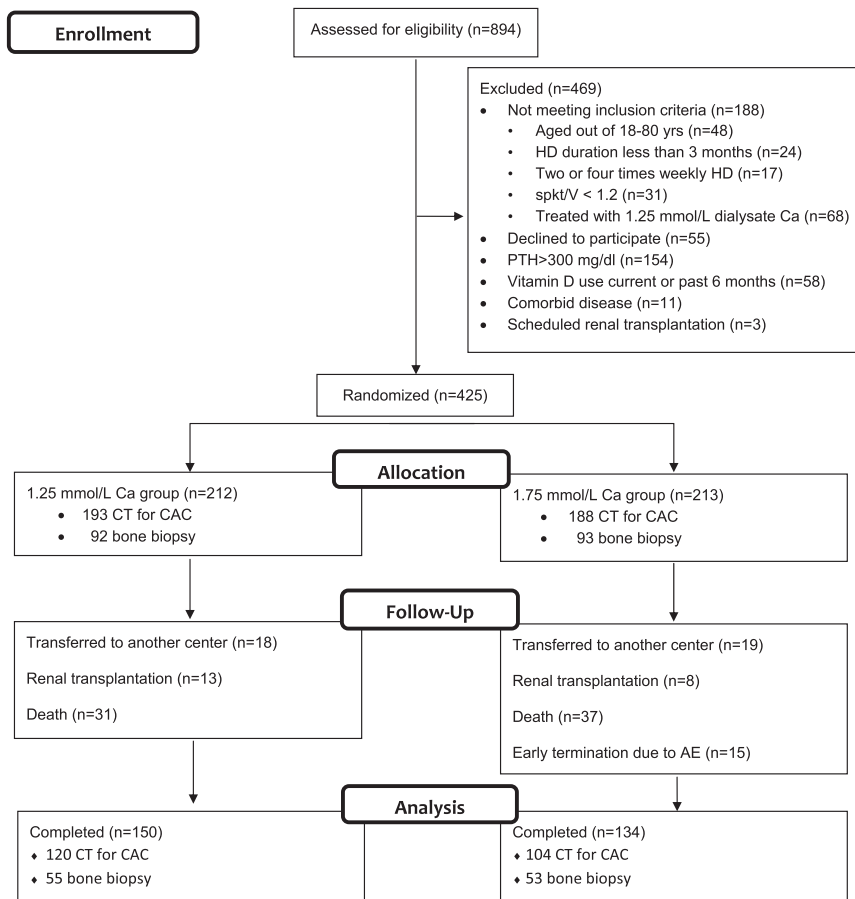 Enrollment
Assessed for eligibility (n=894)
Excluded (n=469)
● Not meeting inclusion criteria (n=188)
• Aged out of 18-80 yrs (n=48)
• HD duration less than 3 months (n=24)
• Two or four times weekly HD (n=17)
• spkt/V < 1.2 (n=31)
• Treated with 1.25 mmol/L dialysate Ca (n=68)
● Declined to participate (n=55)
● PTH>300 mg/dl (n=154)
● Vitamin D use current or past 6 months (n=58)
● Comorbid disease (n=11)
● Scheduled renal transplantation (n=3)
Randomized (n=425)
Allocation
1.25 mmol/L Ca group (n=212)
● 193 CT for CAC
● 92 bone biopsy
1.75 mmol/L Ca group (n=213)
● 188 CT for CAC
● 93 bone biopsy
Follow-Up
Transferred to another center (n=18)
Renal transplantation (n=13)
Death (n=31)
Transferred to another center (n=19)
Renal transplantation (n=8)
Death (n=37)
Early termination due to AE (n=15)
Analysis
Completed (n=150)
♦ 120 CT for CAC
♦ 55 bone biopsy
Completed (n=134)
♦ 104 CT for CAC
♦ 53 bone biopsy